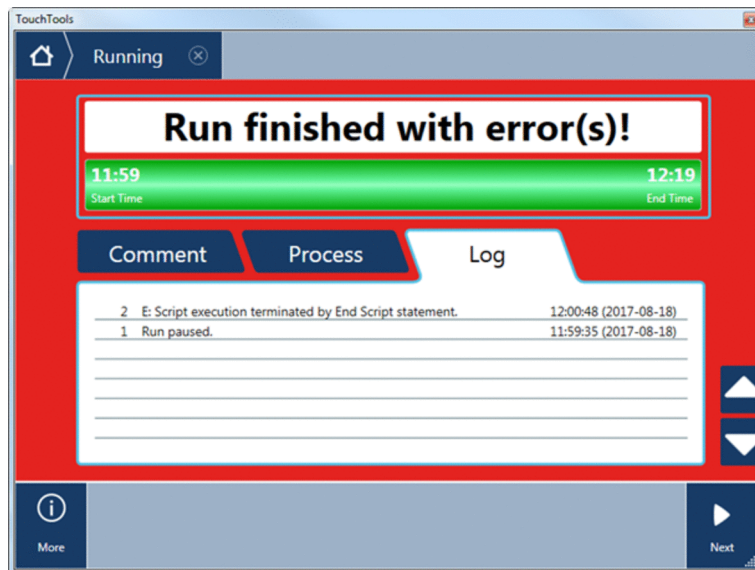 TouchTools
Running
Run finished with error(s)!
11:59 12:19
Start Time End Time
Comment Process Log
2 E: Script execution terminated by End Script statement. 12:00:48 (2017-08-18)
1 Run paused. 11:59:35 (2017-08-18)
More Next